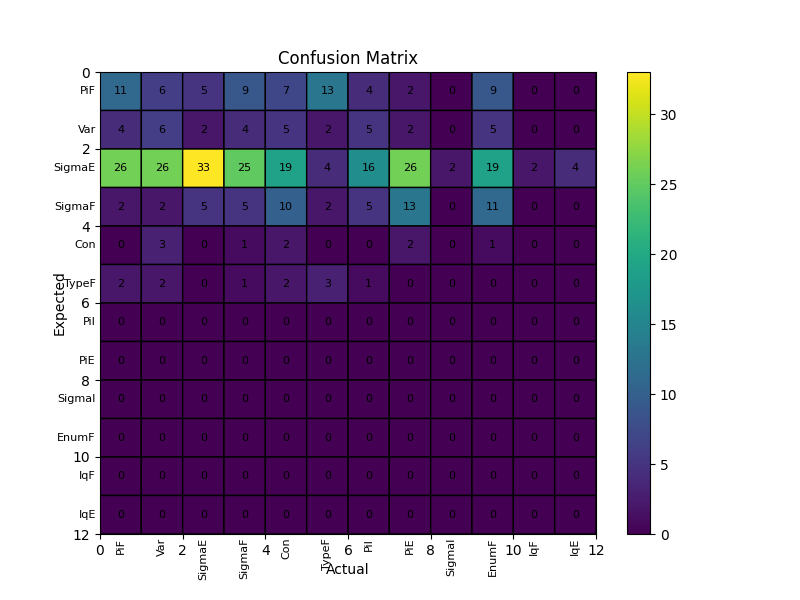 Confusion Matrix
0
PiF 11 6 5 9 7 13 4 2 0 9 0 0
Var 4 6 2 4 5 2 5 2 0 5 0 0
2
SigmaE 26 26 33 25 19 4 16 26 2 19 2 4
SigmaF 2 2 5 5 10 2 5 13 0 11 0 0
4
Con 0 3 0 1 2 0 0 2 0 1 0 0
TypeF 2 2 0 1 2 3 1 0 0 0 0 0
6
PiI 0 0 0 0 0 0 0 0 0 0 0 0
PiE 0 0 0 0 0 0 0 0 0 0 0 0
8
SigmaI 0 0 0 0 0 0 0 0 0 0 0 0
EnumF 0 0 0 0 0 0 0 0 0 0 0 0
10
IqF 0 0 0 0 0 0 0 0 0 0 0 0
IqE 0 0 0 0 0 0 0 0 0 0 0 0
12
Expected
0 2 4 6 8 10 12
PiF Var SigmaE SigmaF Con TypeF PiI PiE SigmaI EnumF IqF IqE
Actual
30
25
20
15
10
5
0